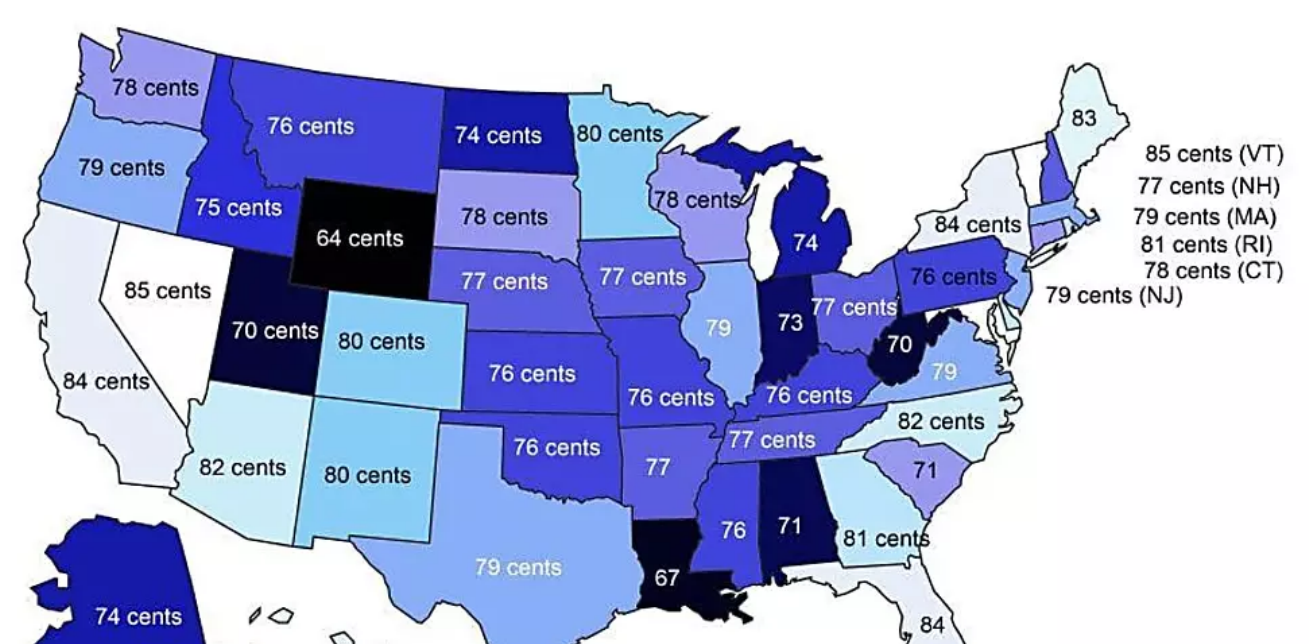 78 cents
76 cents
74 cents
80 cents
83
79 cents
75 cents
64 cents
78 cents
78 cents
74
84 cents
85 cents (VT)
77 cents (NH)
79 cents (MA)
81 cents (RI)
78 cents (CT)
79 cents (NJ)
85 cents
70 cents
80 cents
77 cents
77 cents
79
73
77 cents
76 cents
70
79
84 cents
76 cents
76 cents
76 cents
82 cents
82 cents
80 cents
76 cents
77
77 cents
71
79 cents
67
76
71
81 cents
84
74 cents